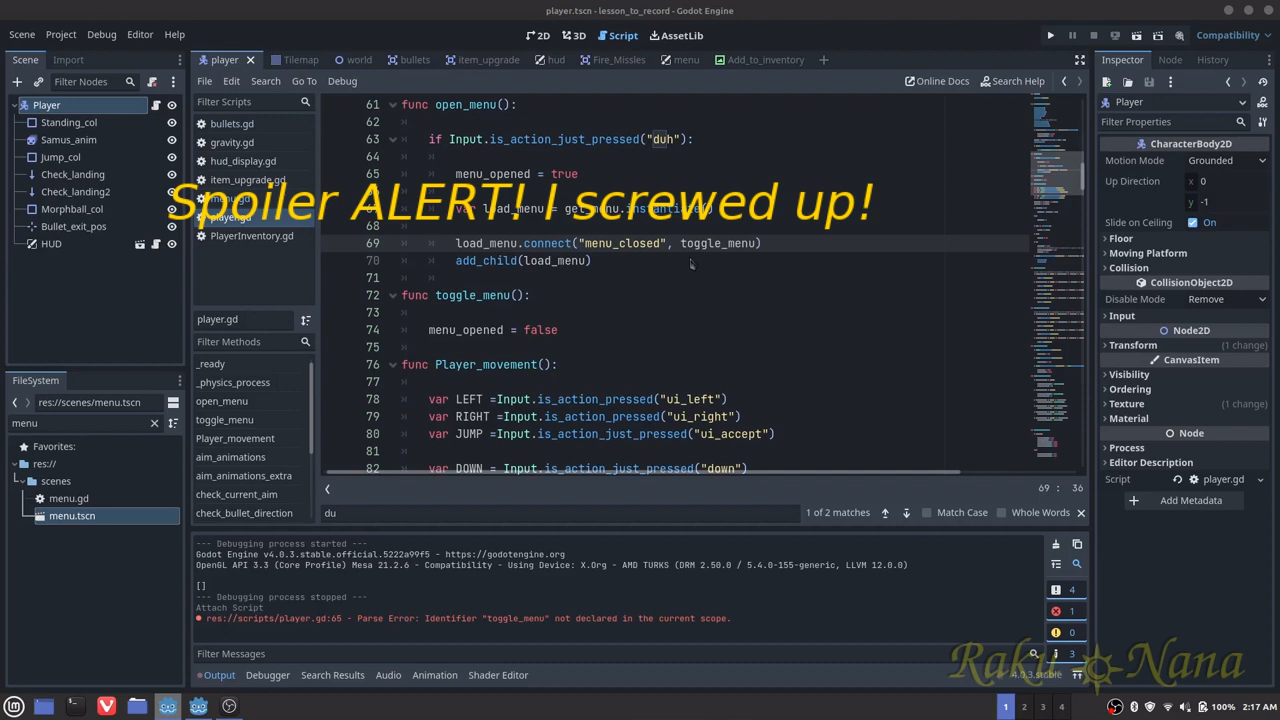 player.tscn - lesson_to_record - Godot Engine
Scene Project Debug Editor Help
2D 3D Script AssetLib
Compatibility
Scene Import
player Tilemap world bullets item_upgrade hud Fire_Missles menu Add_to_inventory
Inspector Node History
Filter Nodes
File Edit Search Go To Debug
Online Docs Search Help
Player
Standing_col
Samus_anim
Jump_col
Check_landing
Check_landing2
Morphball_col
Bullet_exit_pos
HUD
Filter Scripts
bullets.gd
gravity.gd
hud_display.gd
player.gd
PlayerInventory.gd
player.gd
Filter Methods
_ready
_physics_process
open_menu
toggle_menu
Player_movement
aim_animations
aim_animations_extra
check_current_aim
check_bullet_direction
61 func open_menu():
62
63 if Input.is_action_just_pressed("duh"):
64
menu_opened = true
Spoiler ALERT! I screwed up!
68
69 load_menu.connect("menu_closed", toggle_menu)
70 add_child(load_menu)
71
72 func toggle_menu():
73
74 menu_opened = false
75
76 func Player_movement():
77
78 var LEFT =Input.is_action_pressed("ui_left")
79 var RIGHT =Input.is_action_pressed("ui_right")
80 var JUMP =Input.is_action_just_pressed("ui_accept")
81
82 var DOWN = Input.is_action_just_pressed("down")
69 : 36
du
1 of 2 matches
Match Case
Whole Words
FileSystem
res://scenes/menu.tscn
menu
Favorites:
res://
scenes
menu.gd
menu.tscn
--- Debugging process started ---
Godot Engine v4.0.3.stable.official.5222a99f5 - https://godotengine.org
OpenGL API 3.3 (Core Profile) Mesa 21.2.6 - Compatibility - Using Device: X.Org - AMD TURKS (DRM 2.50.0 / 5.4.0-155-generic, LLVM 12.0.0)
[]
--- Debugging process stopped ---
Attach Script
res://scripts/player.gd:65 - Parse Error: Identifier "toggle_menu" not declared in the current scope.
4
1
0
3
Filter Messages
Output Debugger Search Results Audio Animation Shader Editor
4.0.3.stable
Player
Filter Properties
Motion Mode
Up Direction
Slide on Ceiling
Floor
Moving Platform
Collision
Input
Node2D
Transform (change)
CanvasItem
Visibility
Ordering
Texture (change)
Material
Node
Process
Editor Description
Script player.gd
Add Metadata
1 2 3 4
100% 2:17 AM